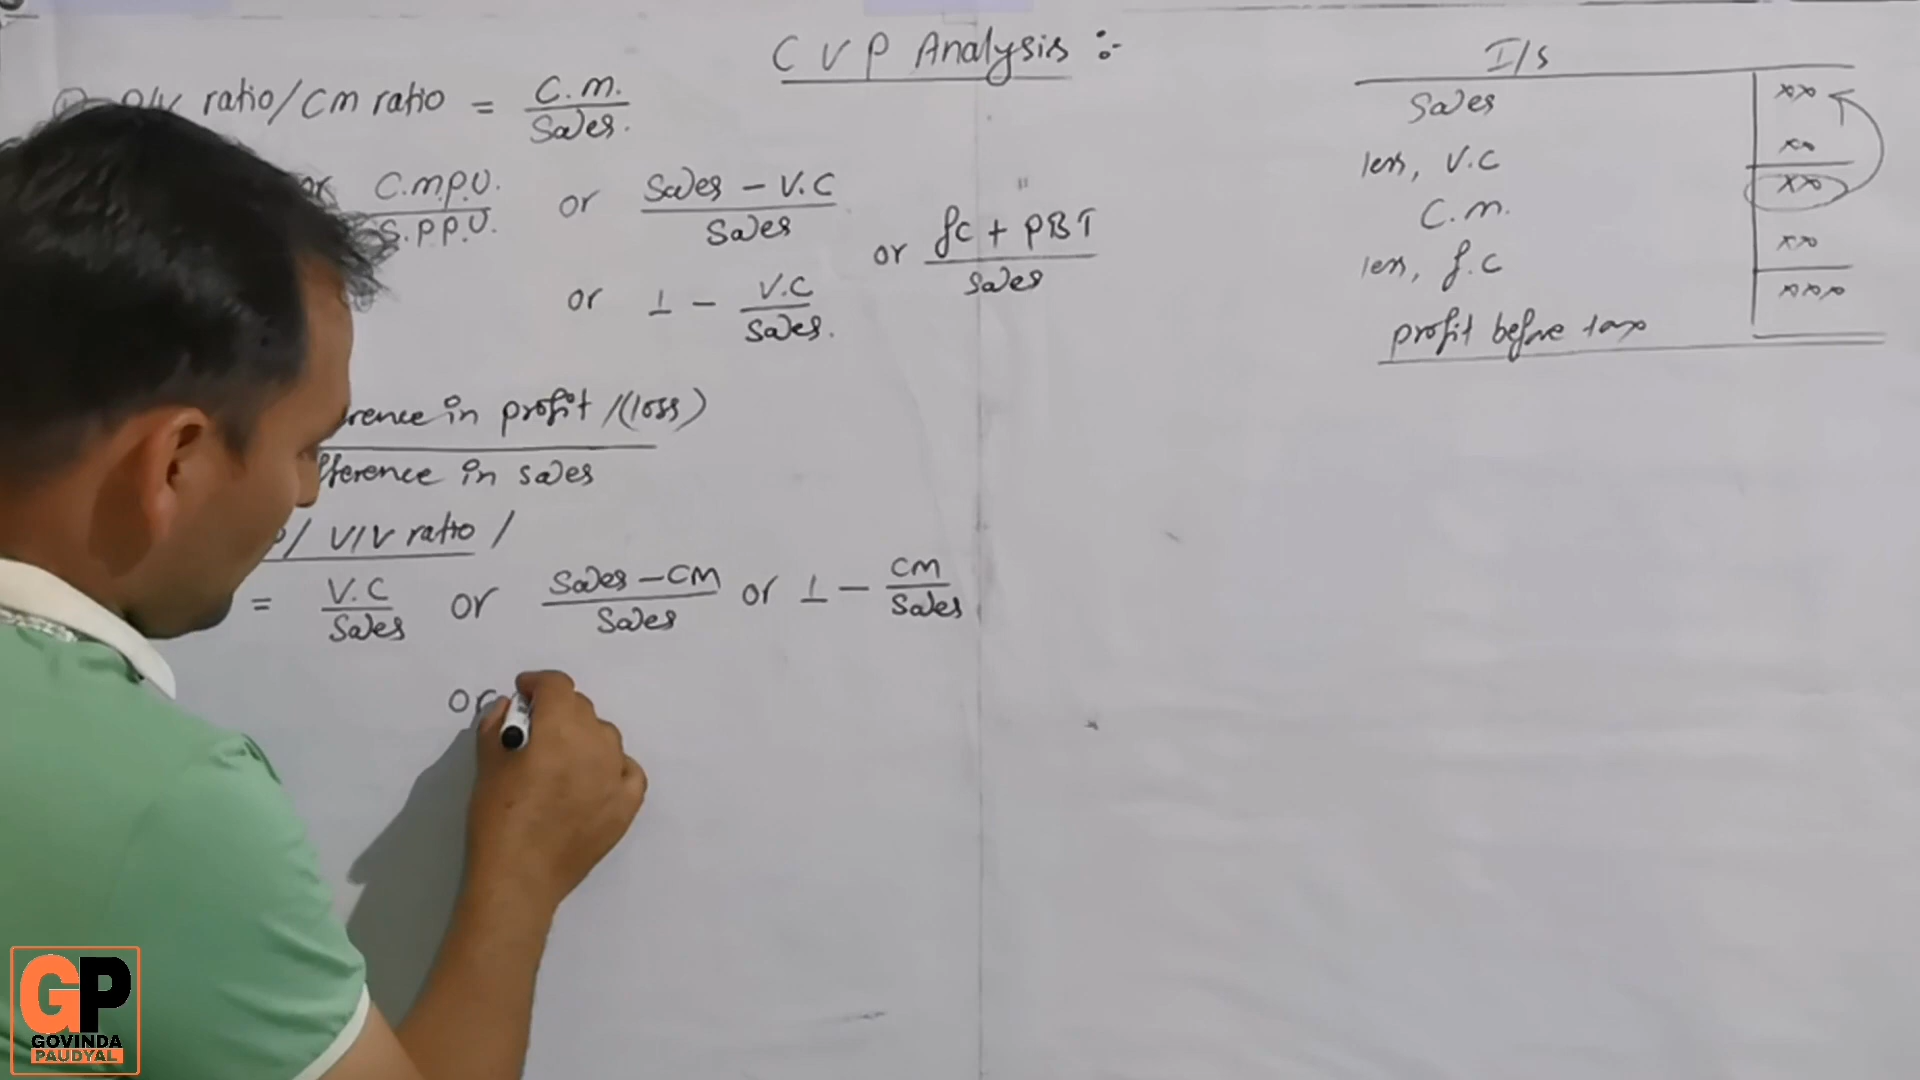 C V P Analysis :-
ratio/Cm ratio = C.m. / Sales.
or C.M.P.U. / S.P.P.U. or Sales - V.C / Sales or fc + PBT / Sales
or 1 - V.C / Sales.
rence in profit /(loss)
fference in sales
/ V/V ratio /
= V.C / Sales or Sales - CM / Sales or 1 - CM / Sales
or
I/S
Sales xx
less, V.C xx
C.m. xx
less, f.c xx
profit before tax xxx
GP
GOVINDA
PAUDYAL